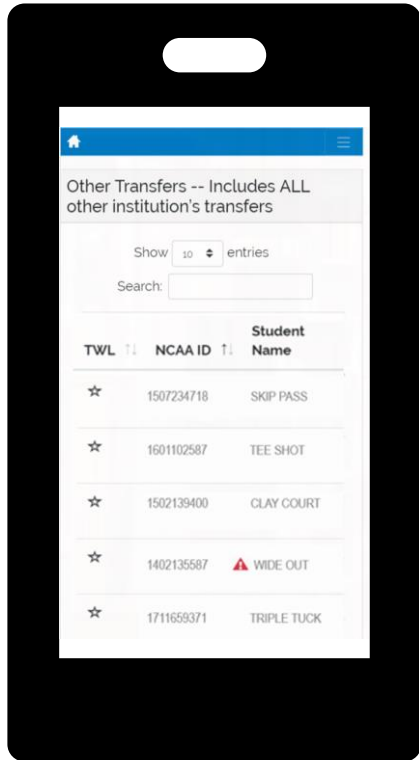 Other Transfers -- Includes ALL
other institution's transfers
Show 10 entries
Search:
TWL NCAA ID Student Name
1507234718 SKIP PASS
1601102587 TEE SHOT
1502139400 CLAY COURT
1402135587 WIDE OUT
1711659371 TRIPLE TUCK